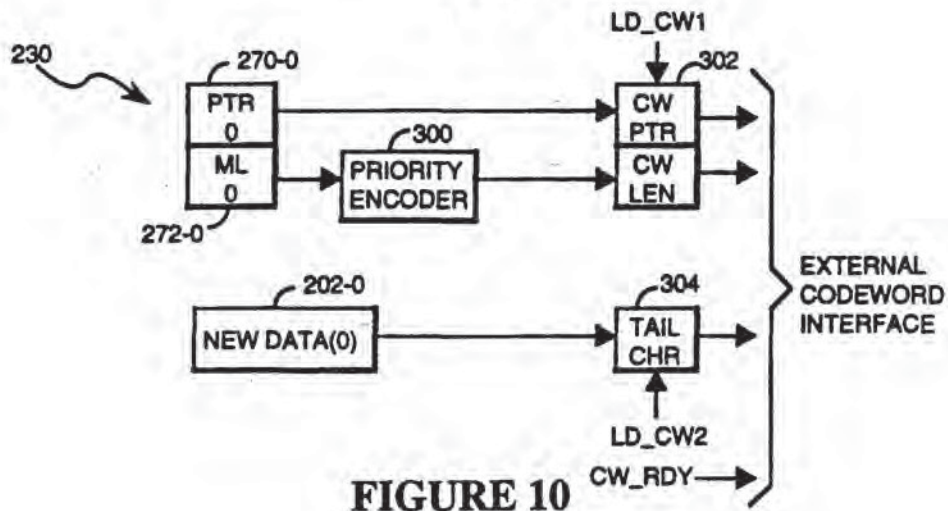 LD_CW1
230
270-0
302
PTR
0
CW
PTR
300
ML
0
PRIORITY
ENCODER
CW
LEN
272-0
EXTERNAL
CODEWORD
INTERFACE
202-0
304
NEW DATA(0)
TAIL
CHR
LD_CW2
CW_RDY
FIGURE 10